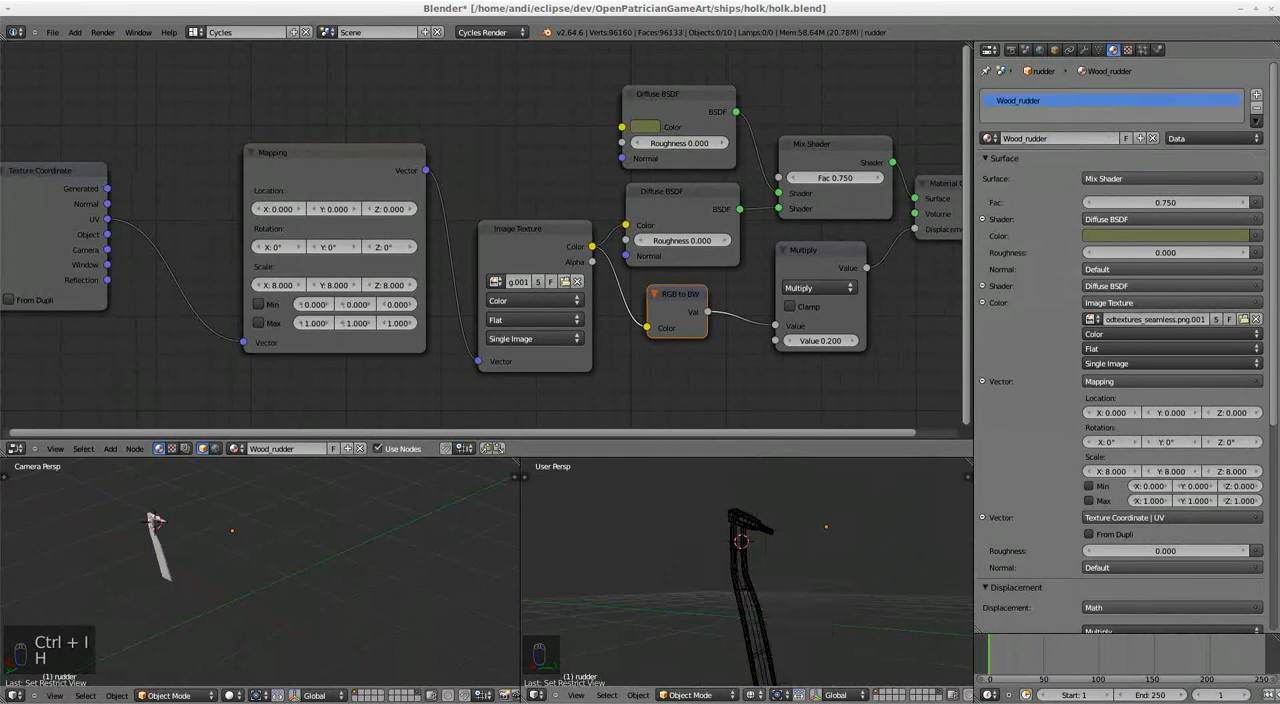 Blender* [/home/andi/eclipse/dev/OpenPatricianGameArt/ships/holk/holk.blend]
File Add Render Window Help Cycles Scene Cycles Render v2.64.6 | Verts:96160 | Faces:96133 | Objects:0/10 | Lamps:0/0 | Mem:58.64M (20.78M) | rudder
Texture Coordinate
Generated
Normal
UV
Object
Camera
Window
Reflection
From Dupli
Mapping
Vector
Location:
X: 0.000 Y: 0.000 Z: 0.000
Rotation:
X: 0° Y: 0° Z: 0°
Scale:
X: 8.000 Y: 8.000 Z: 8.000
Min 0.000 0.000 0.000
Max 1.000 1.000 1.000
Vector
Image Texture
Color
Alpha
g.001 5 F
Color
Flat
Single Image
Vector
Diffuse BSDF
BSDF
Color
Roughness 0.000
Normal
Diffuse BSDF
BSDF
Color
Roughness 0.000
Normal
RGB to BW
Val
Color
Mix Shader
Shader
Fac 0.750
Shader
Shader
Multiply
Value
Multiply
Clamp
Value
Value 0.200
Material
Surface
Volume
View Select Add Node Wood_rudder F Use Nodes
Camera Persp
Ctrl + I
H
(1) rudder
Last: Set Restrict View
View Select Object Object Mode Global
User Persp
(1) rudder
Last: Set Restrict View
View Select Object Object Mode Global
rudder Wood_rudder
Wood_rudder
Wood_rudder F Data
Surface
Surface: Mix Shader
Fac: 0.750
Shader: Diffuse BSDF
Color:
Roughness: 0.000
Normal: Default
Shader: Diffuse BSDF
Color: Image Texture
odtextures_seamless.png.001 5 F
Color
Flat
Single Image
Vector: Mapping
Location:
X: 0.000 Y: 0.000 Z: 0.000
Rotation:
X: 0° Y: 0° Z: 0°
Scale:
X: 8.000 Y: 8.000 Z: 8.000
Min X: 0.000 Y: 0.000 Z: 0.000
Max X: 1.000 Y: 1.000 Z: 1.000
Vector: Texture Coordinate | UV
From Dupli
Roughness: 0.000
Normal: Default
Displacement
Displacement: Math
Multiply
0 50 100 150 200 250
Start: 1 End: 250 1